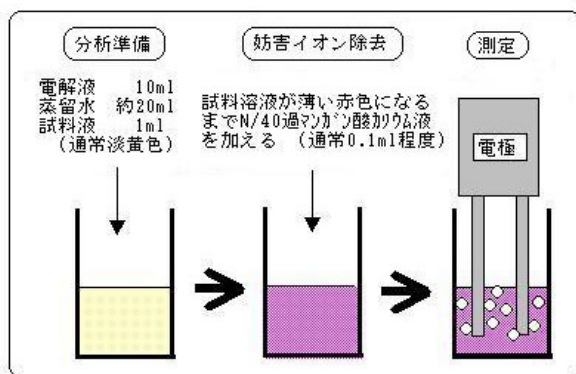 分析準備
電解液 10ml
蒸留水 約20ml
試料液 1ml
(通常淡黄色)
妨害イオン除去
試料溶液が薄い赤色になる
までN/40過ﾏﾝｶﾞﾝ酸ｶﾘｳﾑ液
を加える (通常0.1ml程度)
測定
電極